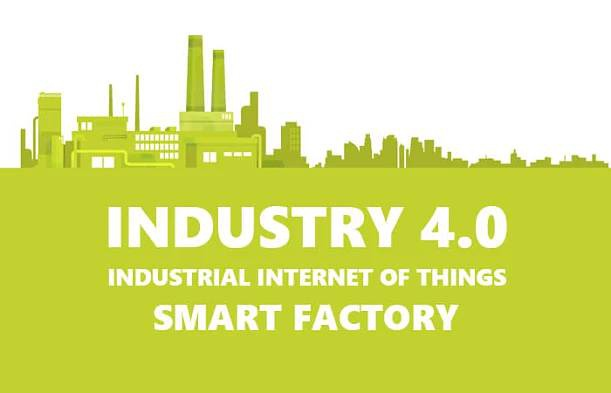 INDUSTRY 4.0
INDUSTRIAL INTERNET OF THINGS
SMART FACTORY